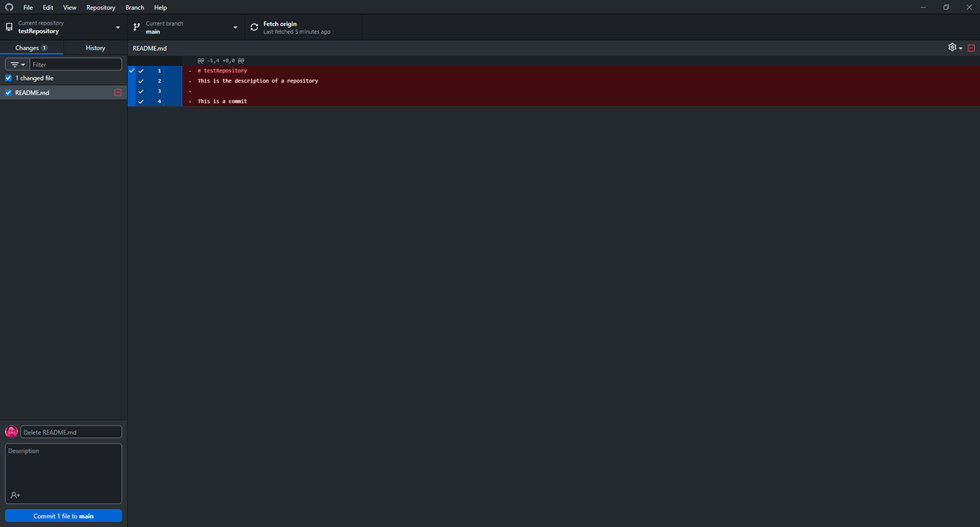 File Edit View Repository Branch Help
Current repository
testRepository
Current branch
main
Fetch origin
Last fetched 5 minutes ago
Changes 1 History
README.md
Filter
1 changed file
README.md
@@ -1,4 +0,0 @@
1 - # testRepository
2 - This is the description of a repository
3 -
4 - This is a commit
Delete README.md
Description
Commit 1 file to main